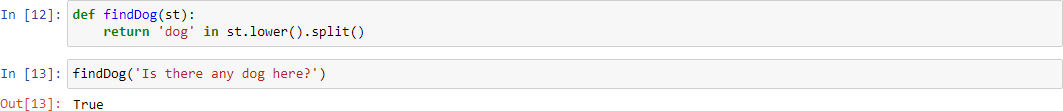 In [12]: def findDog(st):
    return 'dog' in st.lower().split()
In [13]: findDog('Is there any dog here?')
Out[13]: True